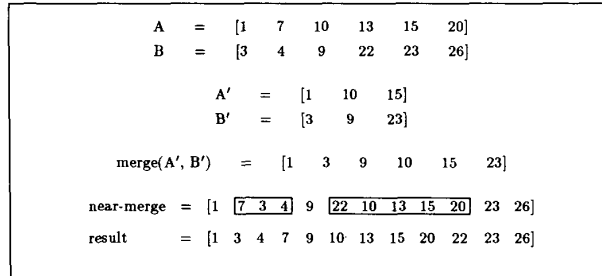 A = [1 7 10 13 15 20]
B = [3 4 9 22 23 26]
A′ = [1 10 15]
B′ = [3 9 23]
merge(A′, B′) = [1 3 9 10 15 23]
near-merge = [1 7 3 4 9 22 10 13 15 20 23 26]
result = [1 3 4 7 9 10 13 15 20 22 23 26]